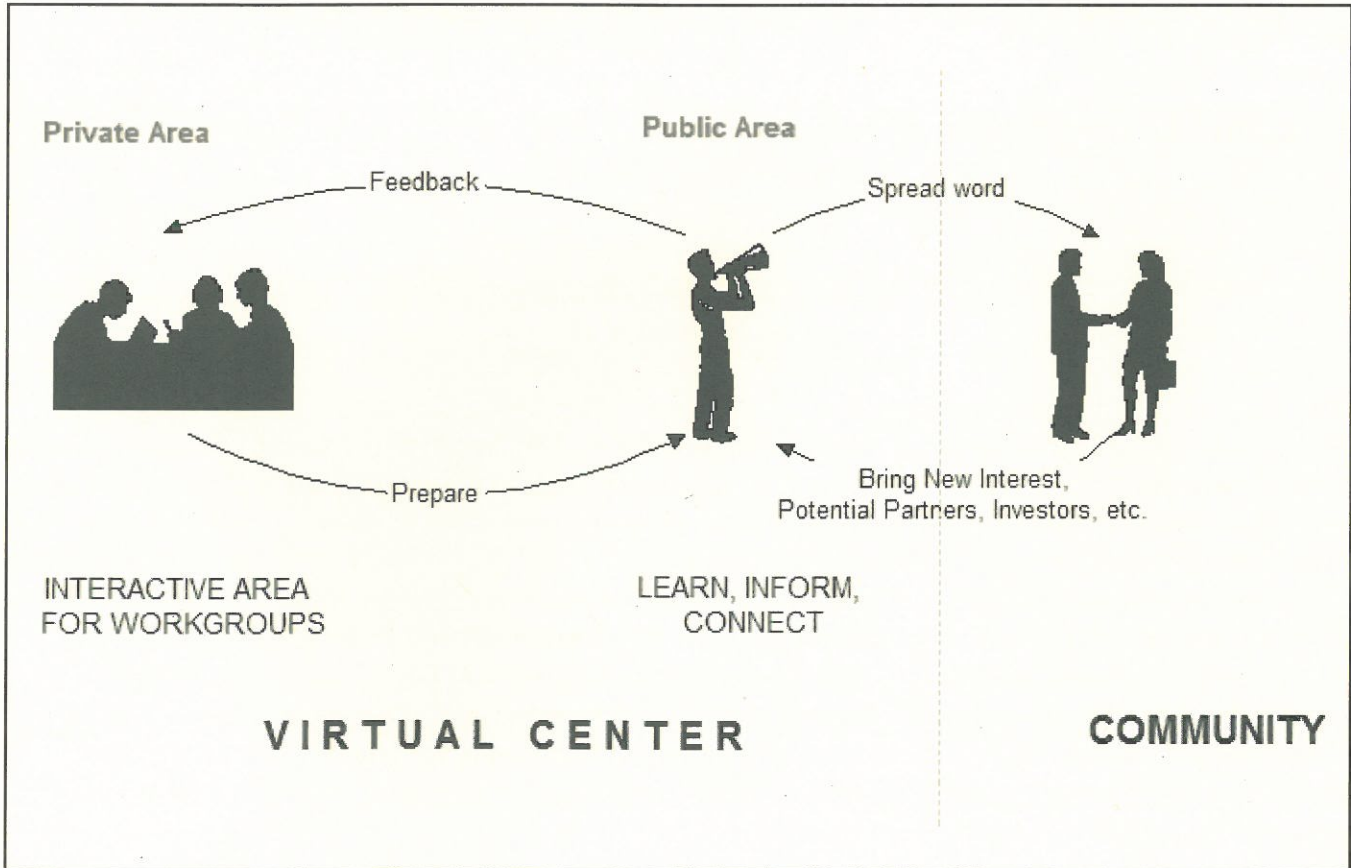 Private Area
Public Area
Feedback
Spread word
Prepare
Bring New Interest,
Potential Partners, Investors, etc.
INTERACTIVE AREA
FOR WORKGROUPS
LEARN, INFORM,
CONNECT
VIRTUAL CENTER
COMMUNITY